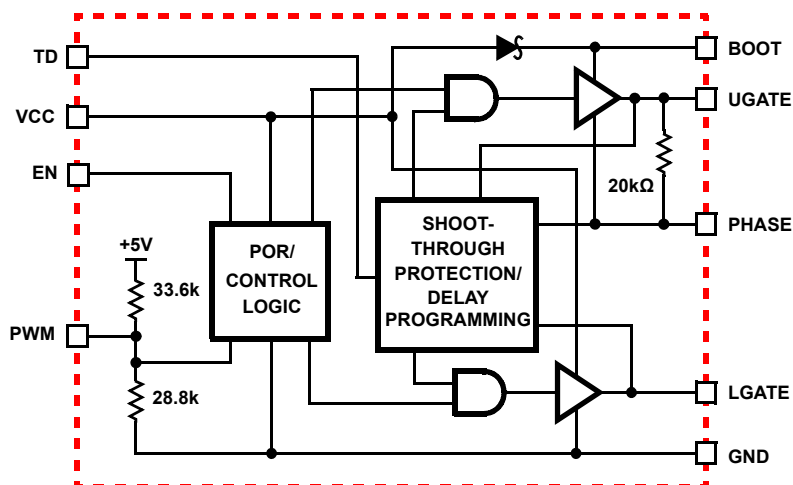 TD
BOOT
VCC
UGATE
EN
20kΩ
SHOOT-
THROUGH
PROTECTION/
DELAY
PROGRAMMING
PHASE
+5V
POR/
CONTROL
LOGIC
33.6k
PWM
28.8k
LGATE
GND